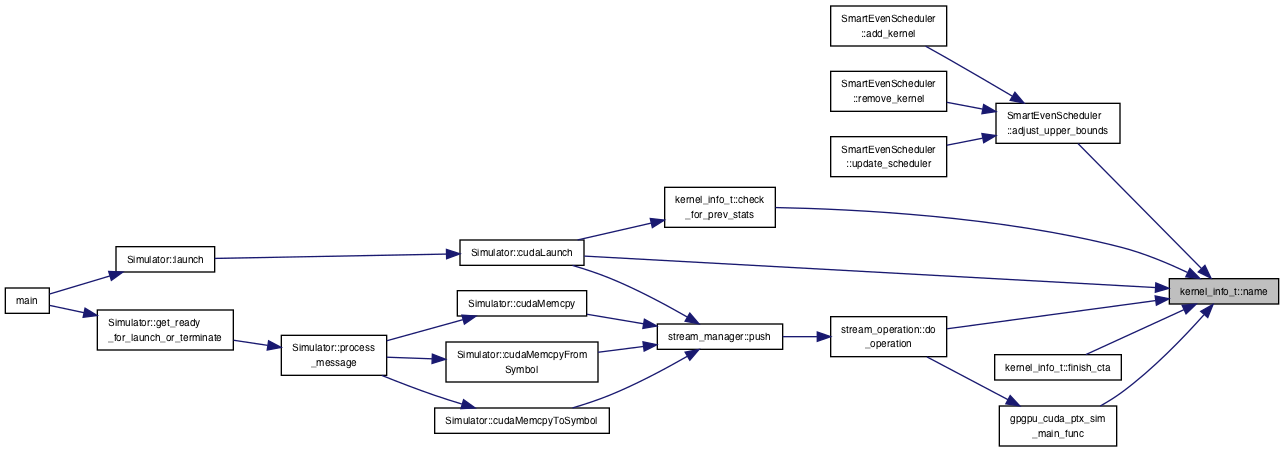 SmartEvenScheduler
::add_kernel
SmartEvenScheduler
::remove_kernel
SmartEvenScheduler
::adjust_upper_bounds
SmartEvenScheduler
::update_scheduler
kernel_info_t::check
_for_prev_stats
Simulator::launch
Simulator::cudaLaunch
main
Simulator::get_ready
_for_launch_or_terminate
Simulator::process
_message
Simulator::cudaMemcpy
Simulator::cudaMemcpyFrom
Symbol
Simulator::cudaMemcpyToSymbol
stream_manager::push
stream_operation::do
_operation
kernel_info_t::name
kernel_info_t::finish_cta
gpgpu_cuda_ptx_sim
_main_func